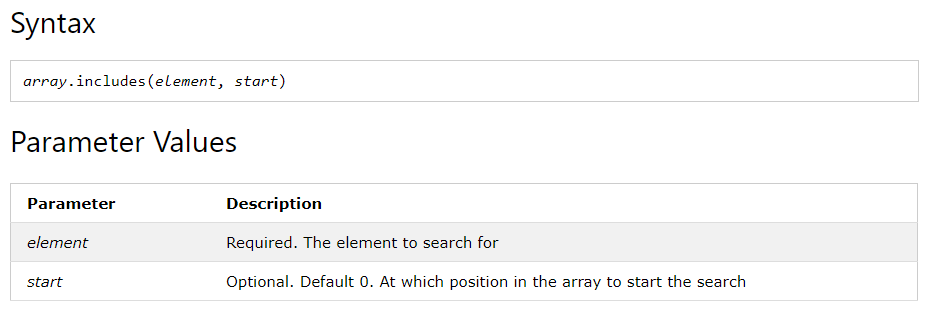 Syntax
array.includes(element, start)
Parameter Values
Parameter Description
element Required. The element to search for
start Optional. Default 0. At which position in the array to start the search